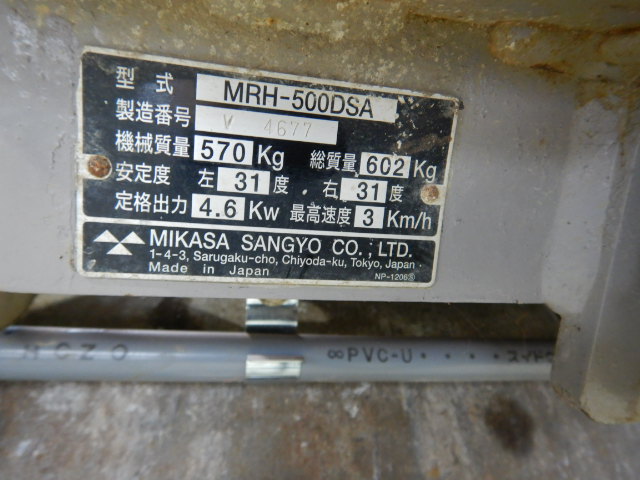 型式 MRH-500DSA
製造番号 V 4677
機械質量 570 Kg 総質量 602 Kg
安定度 左 31 度 . 右 31 度
定格出力 4.6 Kw 最高速度 3 Km/h
MIKASA SANGYO CO.,LTD.
1-4-3, Sarugaku-cho, Chiyoda-ku, Tokyo, Japan
Made in Japan
NP-1206Ⓢ
∞PVC-U・・・・